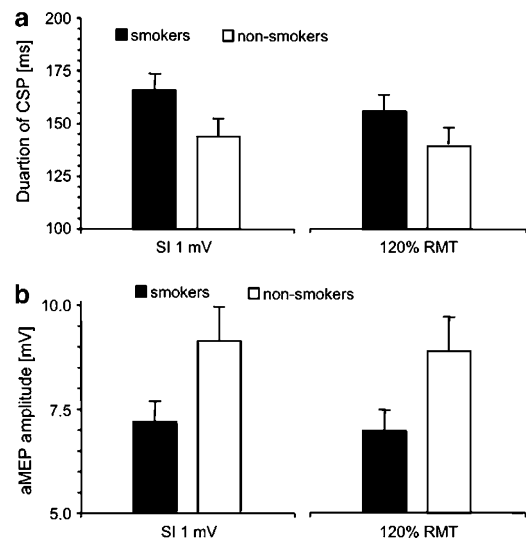 a
smokers non-smokers
Duartion of CSP [ms]
200
175
150
125
100
SI 1 mV 120% RMT
b
smokers non-smokers
aMEP amplitude [mV]
10.0
7.5
5.0
SI 1 mV 120% RMT